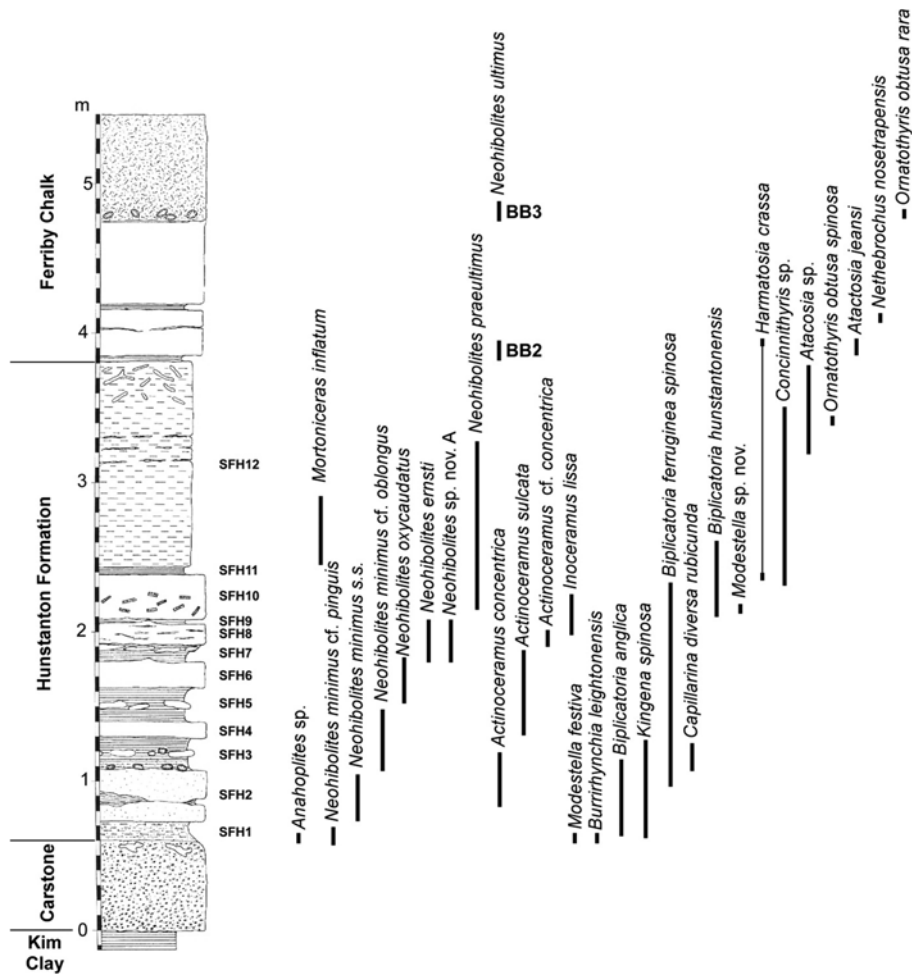 m
5
4
3
2
1
0
Ferriby Chalk
Hunstanton Formation
Carstone
Kim
Clay
SFH12
SFH11
SFH10
SFH9
SFH8
SFH7
SFH6
SFH5
SFH4
SFH3
SFH2
SFH1
Anahoplites sp.
Mortoniceras inflatum
Neohibolites minimus cf. pinguis
Neohibolites minimus s.s.
Neohibolites minimus cf. oblongus
Neohibolites oxycaudatus
Neohibolites ernsti
Neohibolites sp. nov. A
Neohibolites praeultimus
Neohibolites ultimus
BB3
BB2
Actinoceramus concentrica
Actinoceramus sulcata
Actinoceramus cf. concentrica
Inoceramus lissa
Modestella festiva
Burrirhynchia leightonensis
Biplicatoria anglica
Kingena spinosa
Biplicatoria ferruginea spinosa
Capillarina diversa rubicunda
Biplicatoria hunstantonensis
Modestella sp. nov.
Harmatosia crassa
Concinnithyris sp.
Atacosia sp.
Ornatothyris obtusa spinosa
Atactosia jeansi
Nethebrochus nosetrapensis
Ornatothyris obtusa rara